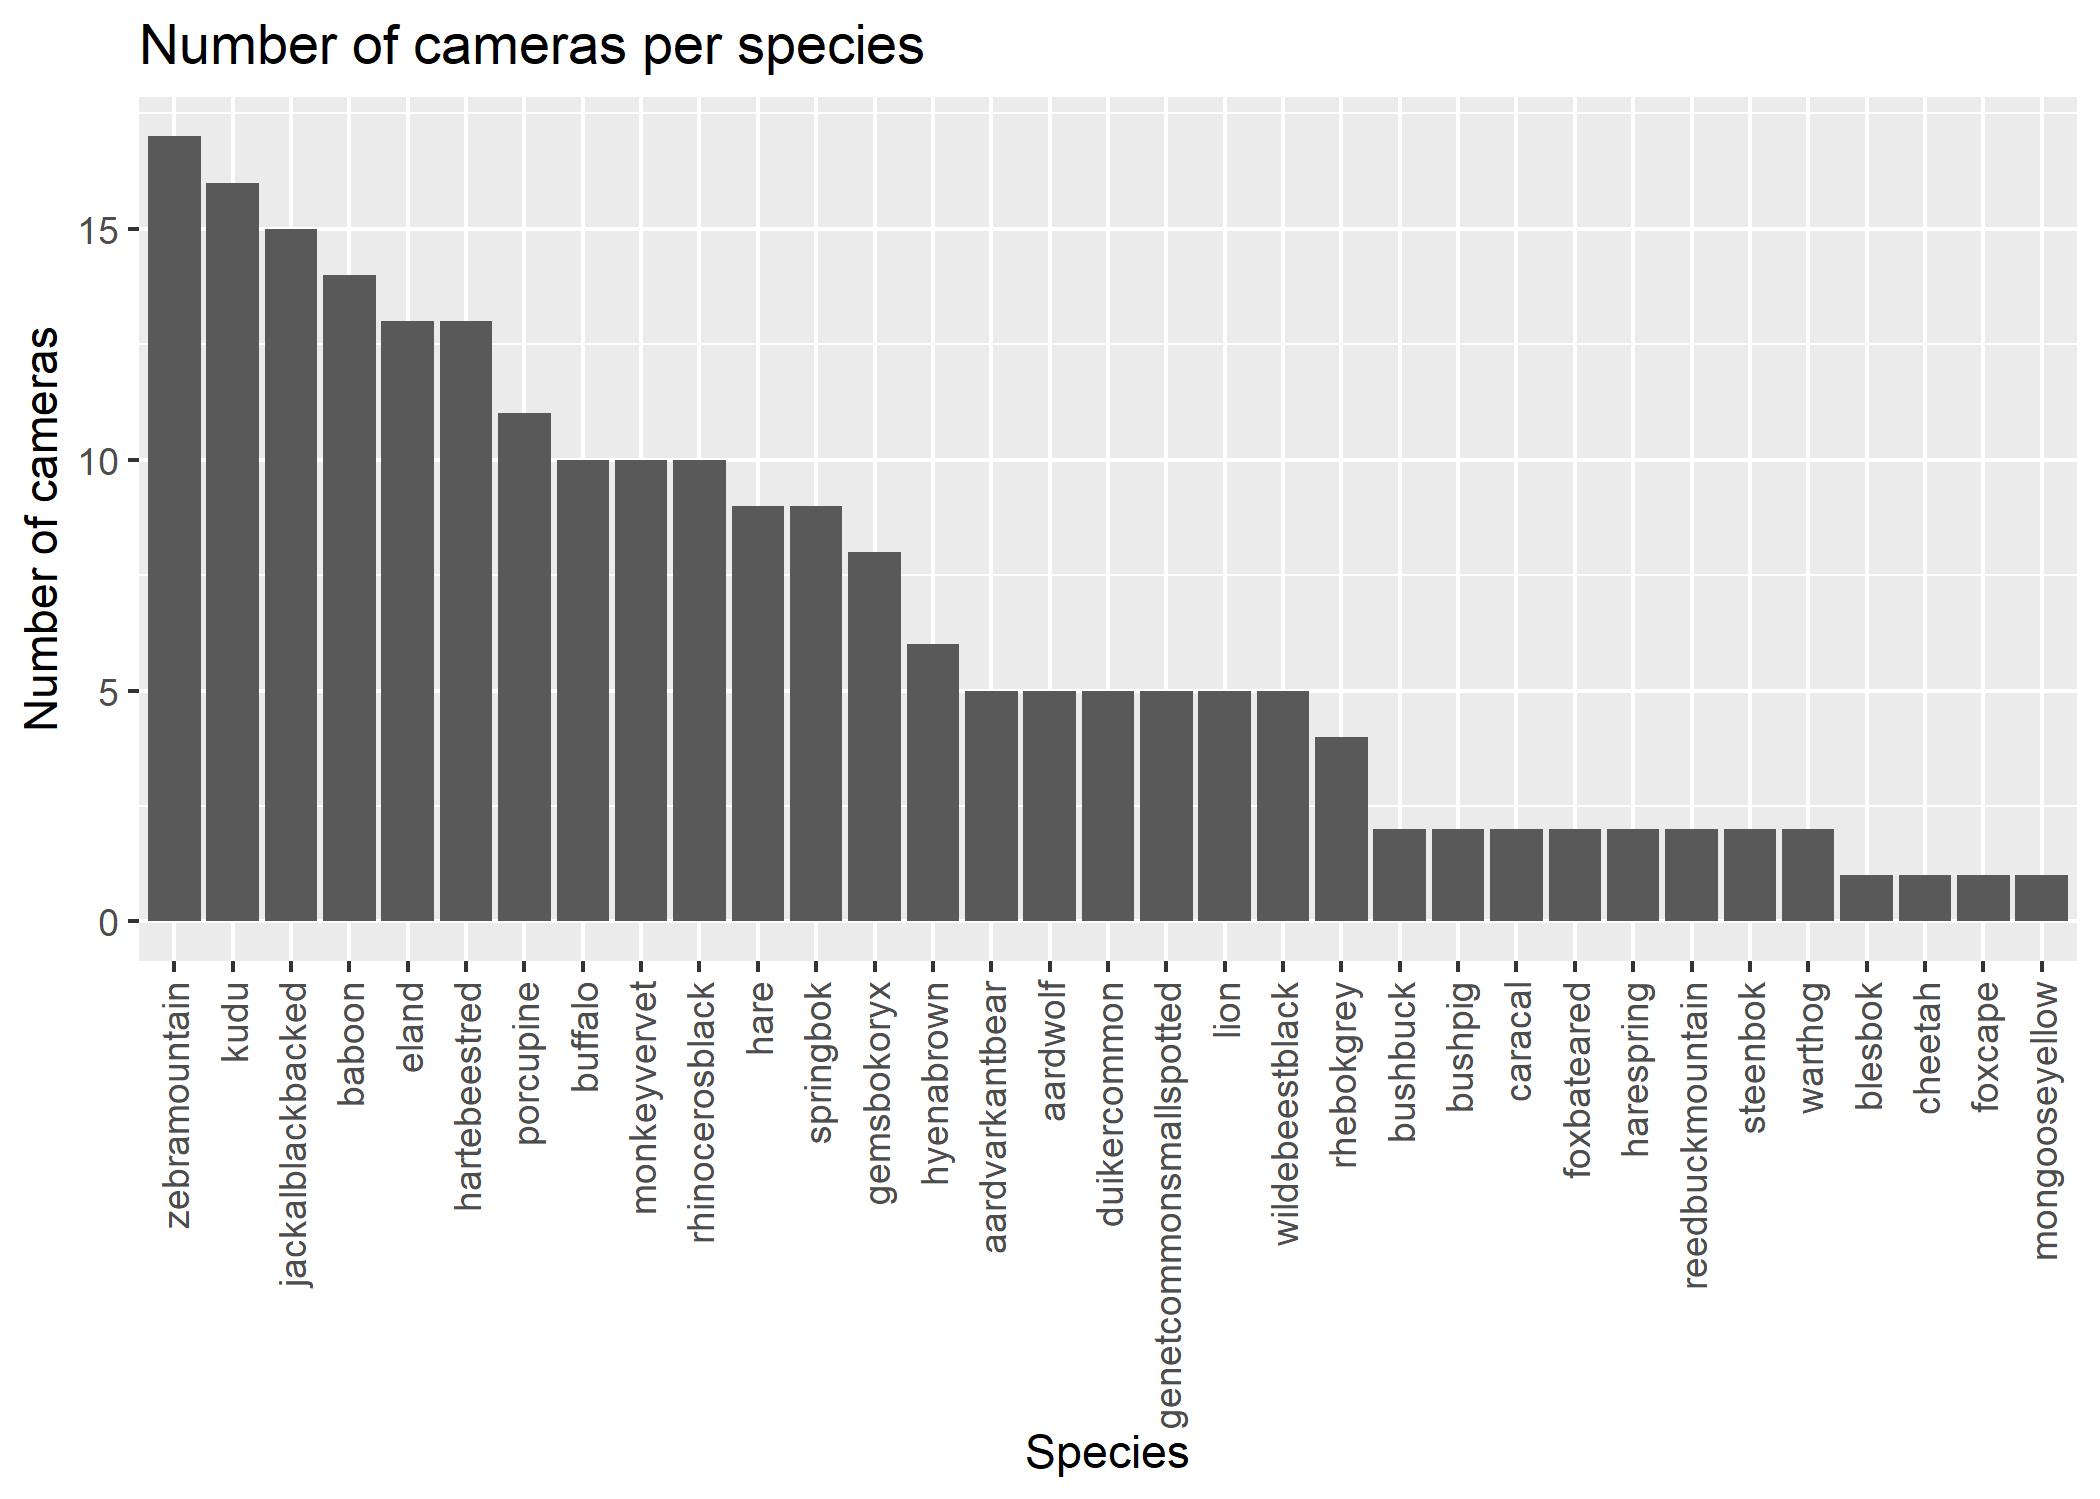 Number of cameras per species
Number of cameras
15
10
5
0
zebramountain
kudu
jackalblackbacked
baboon
eland
hartebeestred
porcupine
buffalo
monkeyvervet
rhinocerosblack
hare
springbok
gemsbokoryx
hyenabrown
aardvarkantbear
aardwolf
duikercommon
genetcommonsmallspotted
lion
wildebeestblack
rhebokgrey
bushbuck
bushpig
caracal
foxbateared
harespring
reedbuckmountain
steenbok
warthog
blesbok
cheetah
foxcape
mongooseyellow
Species